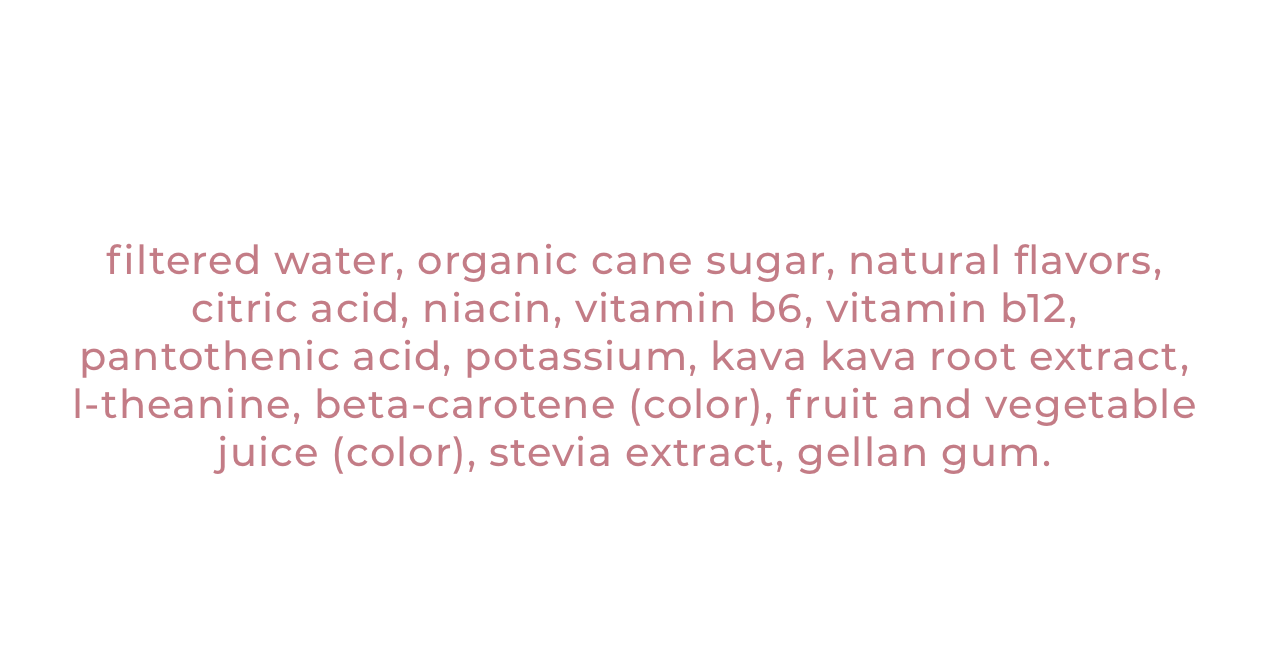 filtered water, organic cane sugar, natural flavors,
citric acid, niacin, vitamin b6, vitamin b12,
pantothenic acid, potassium, kava kava root extract,
l-theanine, beta-carotene (color), fruit and vegetable
juice (color), stevia extract, gellan gum.